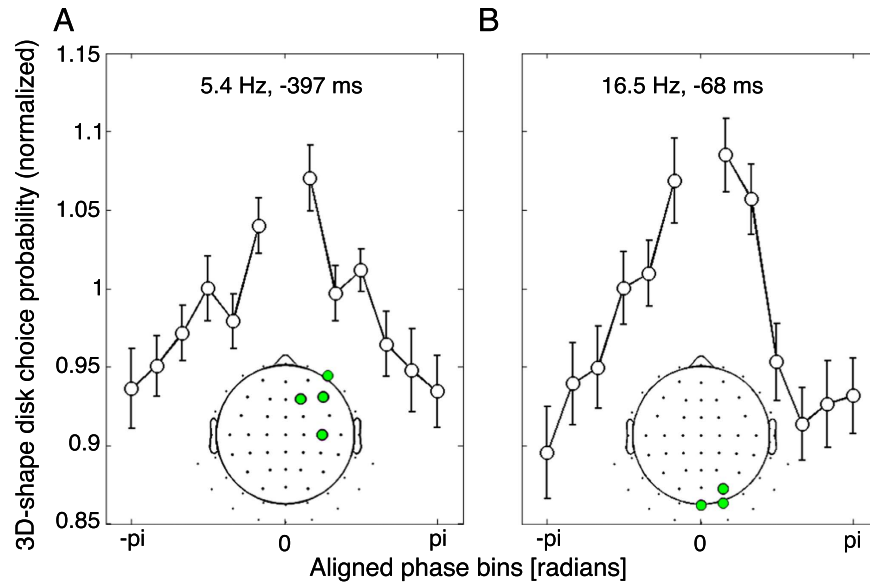 A
B
3D-shape disk choice probability (normalized)
1.15
1.1
1.05
1
0.95
0.9
0.85
5.4 Hz, -397 ms
16.5 Hz, -68 ms
-pi
0
pi
-pi
0
pi
Aligned phase bins [radians]